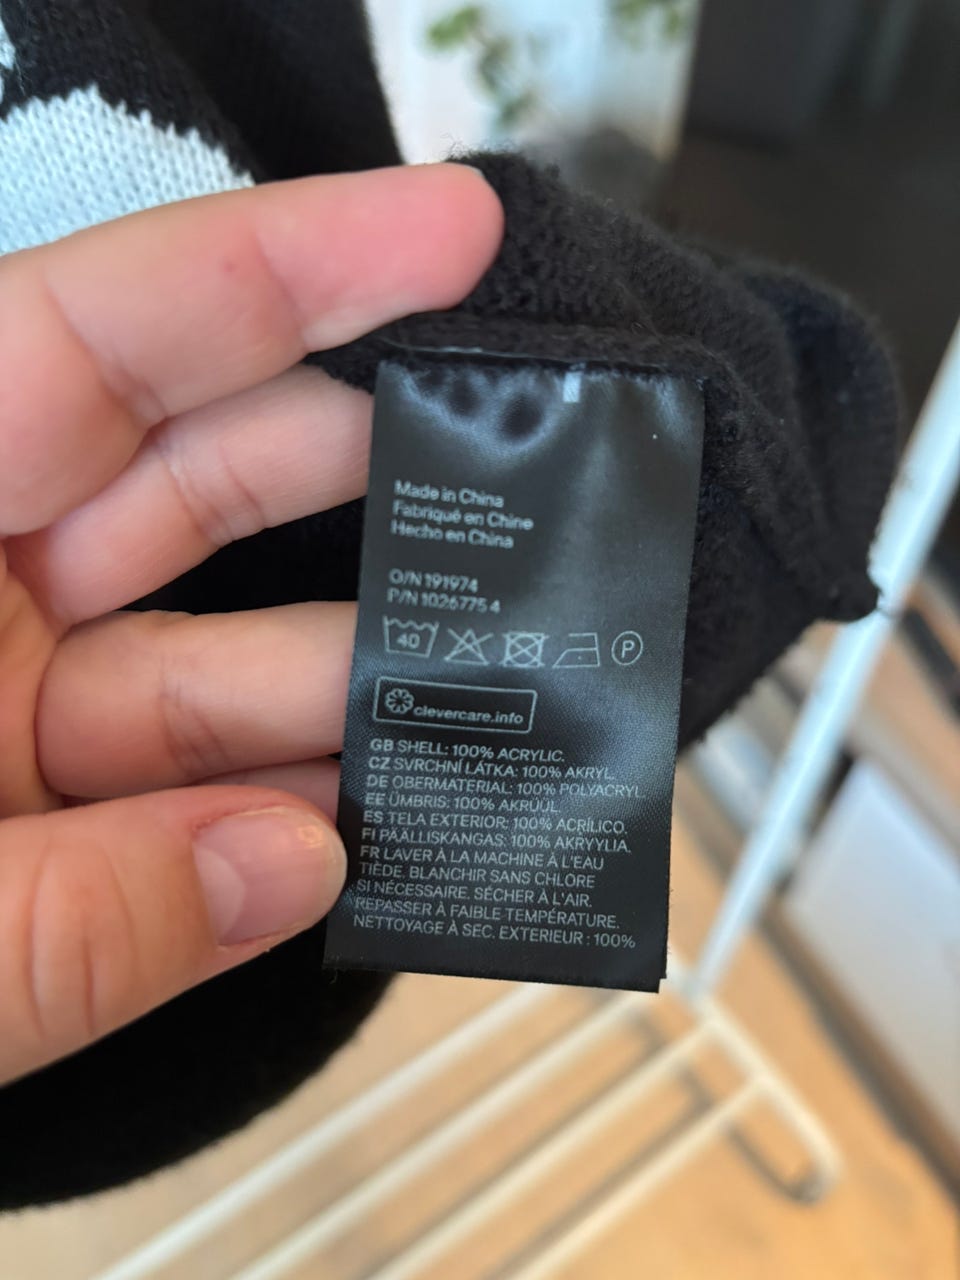 Made in China
Fabriqué en Chine
Hecho en China
O/N 191974
P/N 10267754
40
P
clevercare.info
GB SHELL: 100% ACRYLIC.
CZ SVRCHNÍ LÁTKA: 100% AKRYL.
DE OBERMATERIAL: 100% POLYACRYL
EE ÜMBRIS: 100% AKRÜÜL.
ES TELA EXTERIOR: 100% ACRÍLICO.
FI PÄÄLLISKANGAS: 100% AKRYYLIA.
FR LAVER À LA MACHINE À L'EAU
TIÈDE. BLANCHIR SANS CHLORE
SI NÉCESSAIRE. SÉCHER À L'AIR.
REPASSER À FAIBLE TEMPÉRATURE.
NETTOYAGE À SEC. EXTERIEUR : 100%